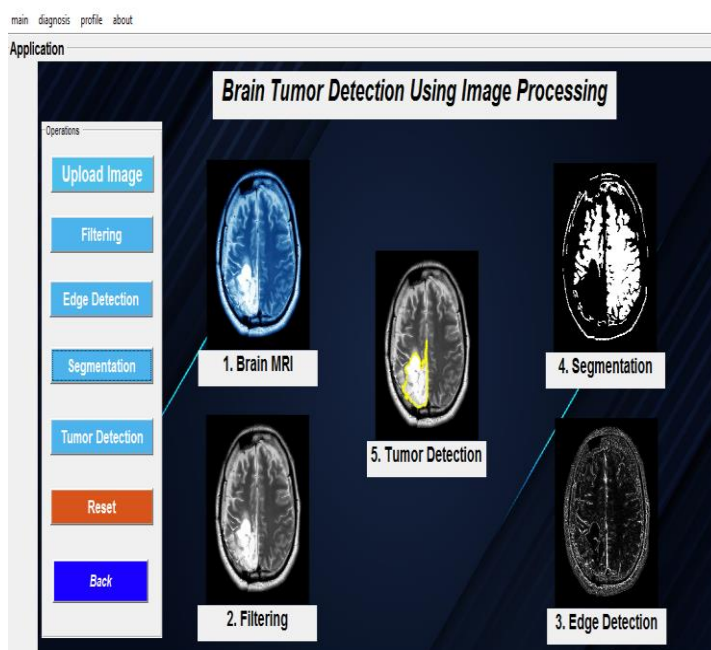 main diagnosis profile about
Application
Brain Tumor Detection Using Image Processing
Operations
Upload Image
Filtering
Edge Detection
Segmentation
Tumor Detection
Reset
Back
1. Brain MRI
2. Filtering
5. Tumor Detection
4. Segmentation
3. Edge Detection